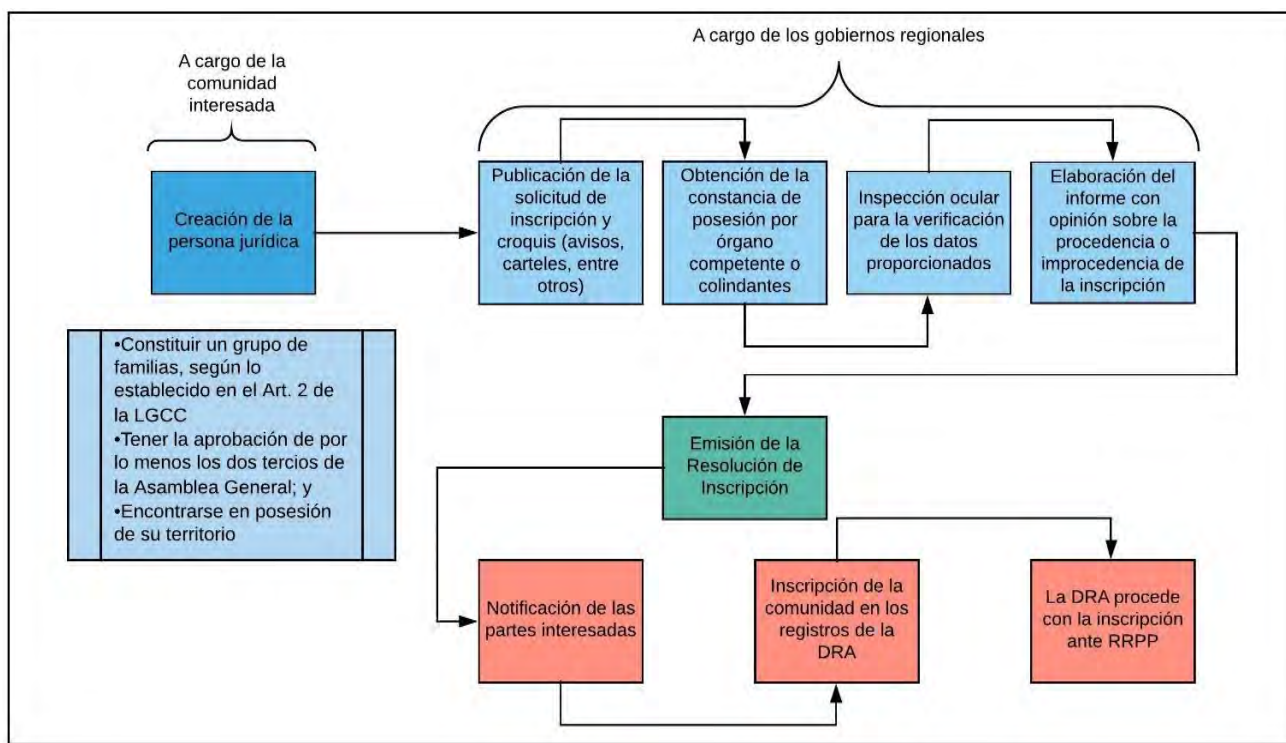 A cargo de la
comunidad
interesada
A cargo de los gobiernos regionales
Creación de la
persona jurídica
Publicación de la
solicitud de
inscripción y
croquis (avisos,
carteles, entre
otros)
Obtención de la
constancia de
posesión por
órgano
competente o
colindantes
Inspección ocular
para la verificación
de los datos
proporcionados
Elaboración del
informe con
opinión sobre la
procedencia o
improcedencia de
la inscripción
•Constituir un grupo de
familias, según lo
establecido en el Art. 2 de
la LGCC
•Tener la aprobación de por
lo menos los dos tercios de
la Asamblea General; y
•Encontrarse en posesión
de su territorio
Emisión de la
Resolución de
Inscripción
Notificación de las
partes interesadas
Inscripción de la
comunidad en los
registros de la
DRA
La DRA procede
con la inscripción
ante RRPP